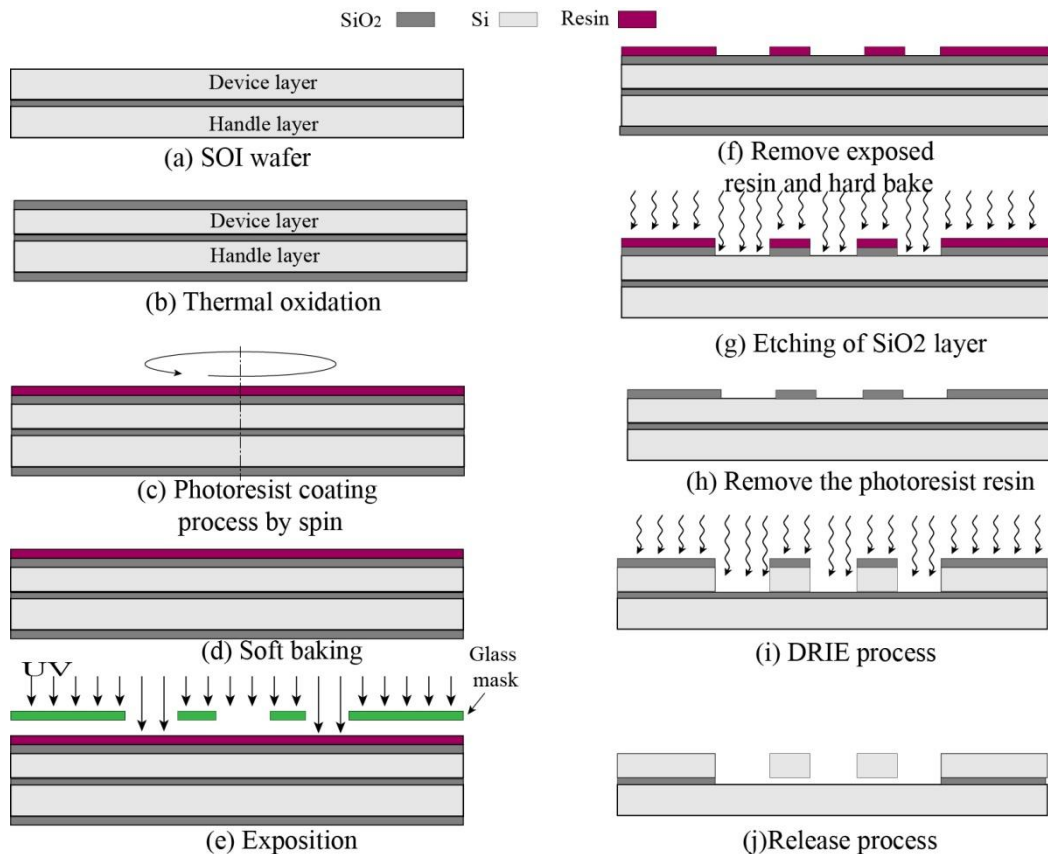 SiO2 Si Resin
Device layer
Handle layer
(a) SOI wafer
Device layer
Handle layer
(b) Thermal oxidation
(c) Photoresist coating
process by spin
(d) Soft baking
UV
Glass
mask
(e) Exposition
(f) Remove exposed
resin and hard bake
(g) Etching of SiO2 layer
(h) Remove the photoresist resin
(i) DRIE process
(j)Release process